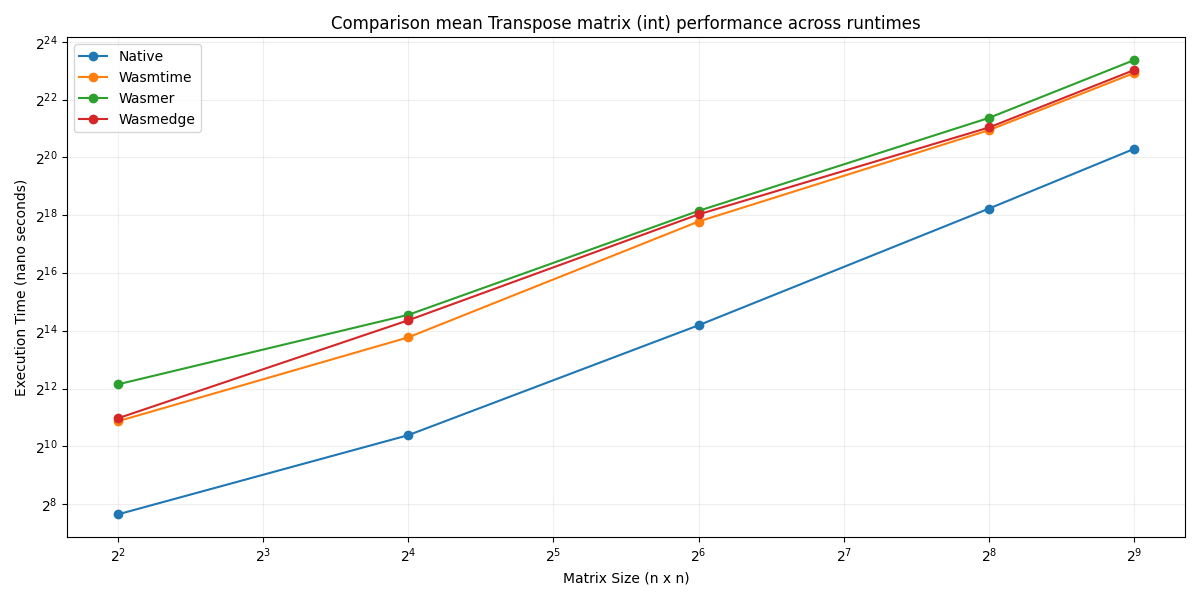 Comparison mean Transpose matrix (int) performance across runtimes
Native
Wasmtime
Wasmer
Wasmedge
Execution Time (nano seconds)
2^24
2^22
2^20
2^18
2^16
2^14
2^12
2^10
2^8
2^2 2^3 2^4 2^5 2^6 2^7 2^8 2^9
Matrix Size (n x n)